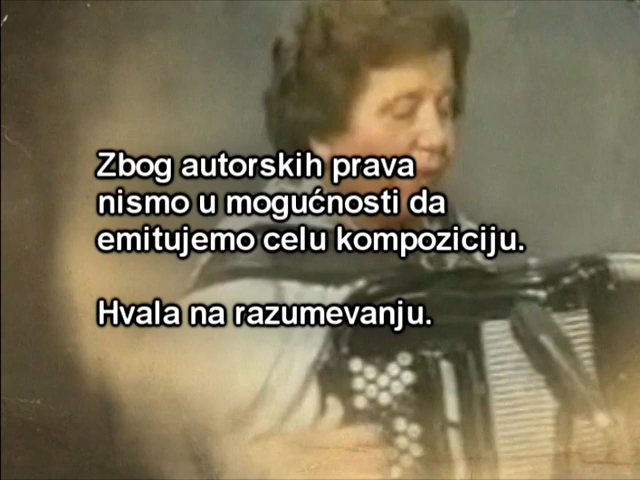 Zbog autorskih prava
nismo u mogućnosti da
emitujemo celu kompoziciju.
Hvala na razumevanju.